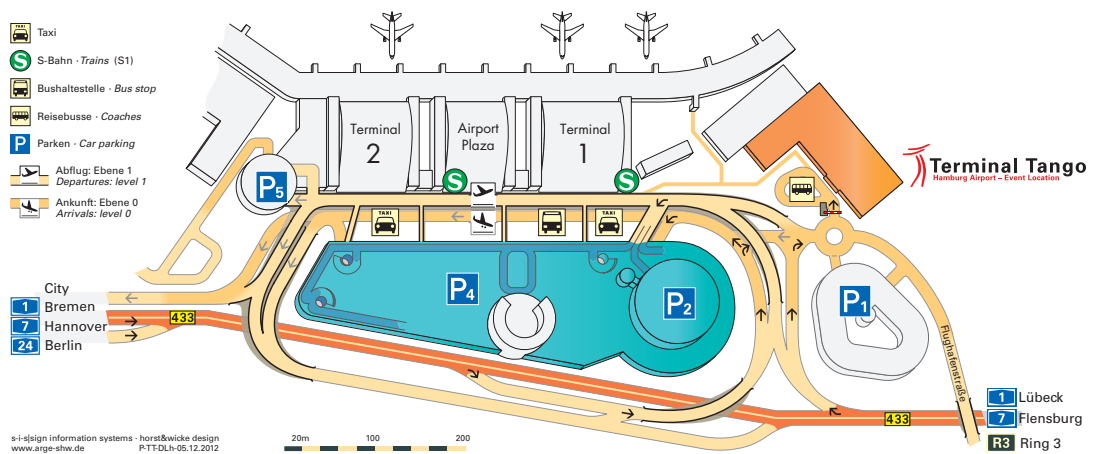 TAXI
Taxi
S
S-Bahn · Trains (S1)
Bushaltestelle · Bus stop
Reisebusse · Coaches
P
Parken · Car parking
Abflug: Ebene 1
Departures: level 1
Ankunft: Ebene 0
Arrivals: level 0
Terminal
2
Airport
Plaza
Terminal
1
S
S
P5
TAXI
TAXI
P4
P2
P1
Terminal Tango
Hamburg Airport – Event Location
City
1 Bremen
7 Hannover
24 Berlin
433
Flughafenstraße
433
1 Lübeck
7 Flensburg
R3 Ring 3
s-i-s|sign information systems · horst&wicke design
www.arge-shw.de P-TT-DLh-05.12.2012
20m 100 200